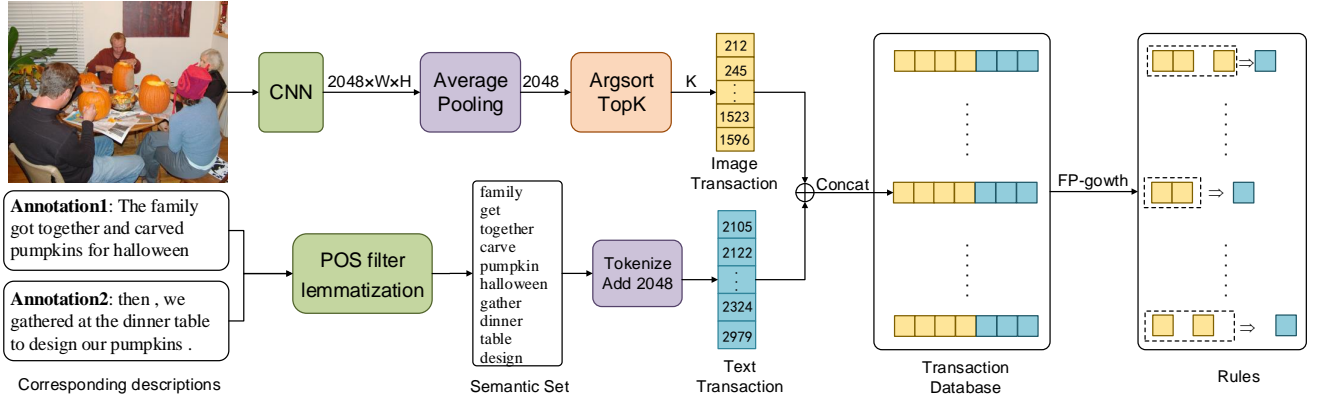 CNN
2048×W×H
Average
Pooling
2048
Argsort
TopK
K
212
245
1523
1596
Image
Transaction
Annotation1: The family
got together and carved
pumpkins for halloween
Annotation2: then , we
gathered at the dinner table
to design our pumpkins .
Corresponding descriptions
POS filter
lemmatization
family
get
together
carve
pumpkin
halloween
gather
dinner
table
design
Semantic Set
Tokenize
Add 2048
2105
2122
2324
2979
Text
Transaction
Concat
Transaction
Database
FP-gowth
Rules